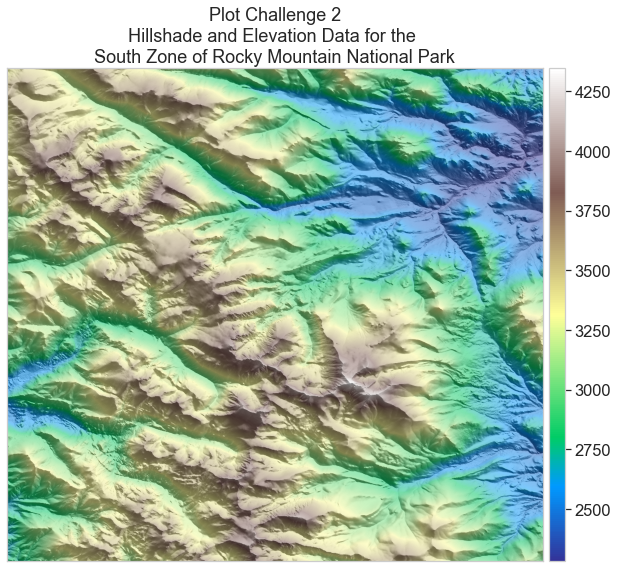 Plot Challenge 2
Hillshade and Elevation Data for the
South Zone of Rocky Mountain National Park
4250
4000
3750
3500
3250
3000
2750
2500